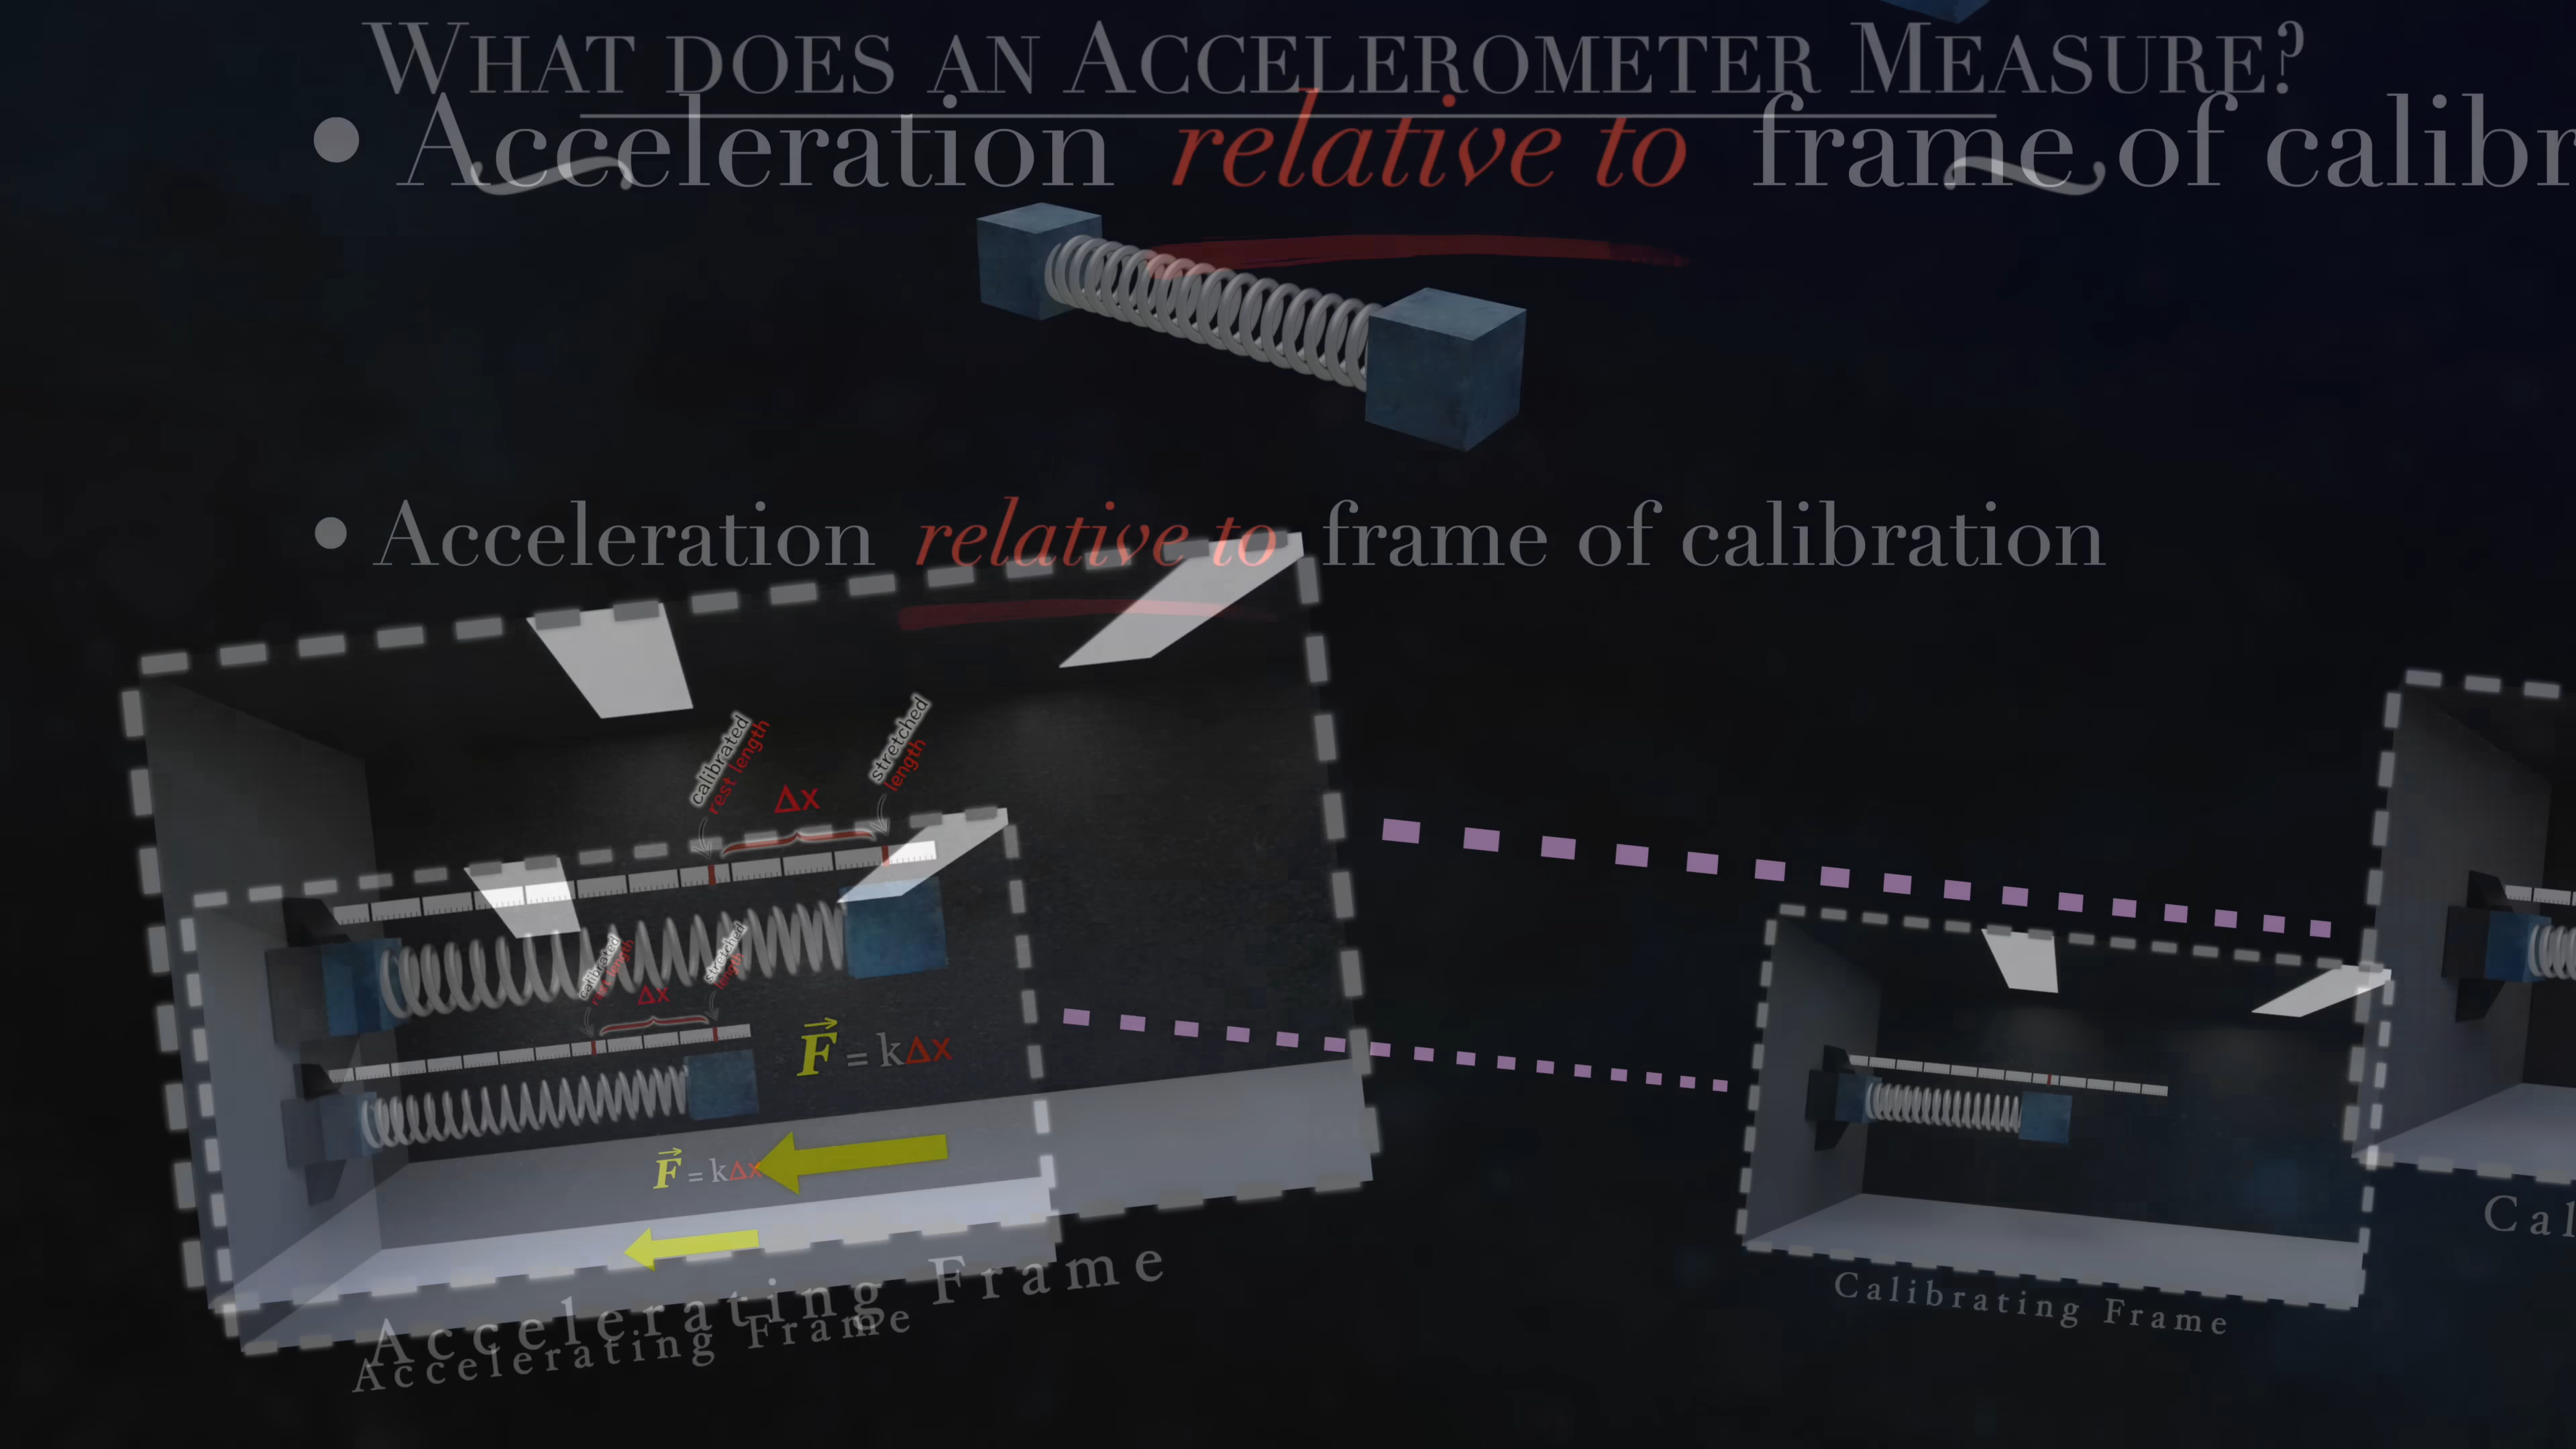 WHAT DOES AN ACCELEROMETER MEASURE?
• Acceleration relative to frame of calibr
• Acceleration relative to frame of calibration
calibrated
rest length
stretched
length
Δx
calibrated
rest length
stretched
length
Δx
F = kΔx
F = kΔx
Accelerating Frame
Accelerating Frame
Calibrating Frame
Cal